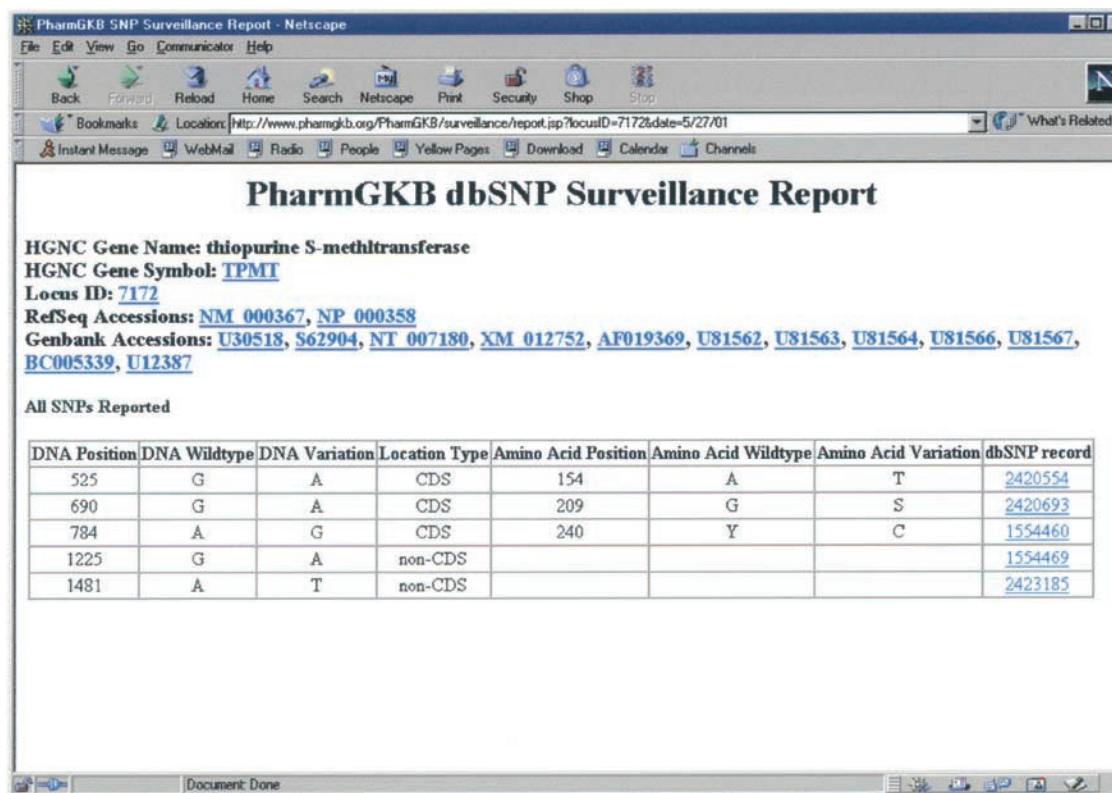 PharmGKB SNP Surveillance Report - Netscape
File Edit View Go Communicator Help
Back Forward Reload Home Search Netscape Print Security Shop Stop
Bookmarks Location: http://www.pharmgkb.org/PharmGKB/surveillance/report.jsp?locusID=7172&date=5/27/01 What's Related
Instant Message WebMail Radio People Yellow Pages Download Calendar Channels
PharmGKB dbSNP Surveillance Report
HGNC Gene Name: thiopurine S-methltransferase
HGNC Gene Symbol: TPMT
Locus ID: 7172
RefSeq Accessions: NM_000367, NP_000358
Genbank Accessions: U30518, S62904, NT_007180, XM_012752, AF019369, U81562, U81563, U81564, U81566, U81567,
BC005339, U12387
All SNPs Reported
DNA Position DNA Wildtype DNA Variation Location Type Amino Acid Position Amino Acid Wildtype Amino Acid Variation dbSNP record
525 G A CDS 154 A T 2420554
690 G A CDS 209 G S 2420693
784 A G CDS 240 Y C 1554460
1225 G A non-CDS 1554469
1481 A T non-CDS 2423185
Document: Done